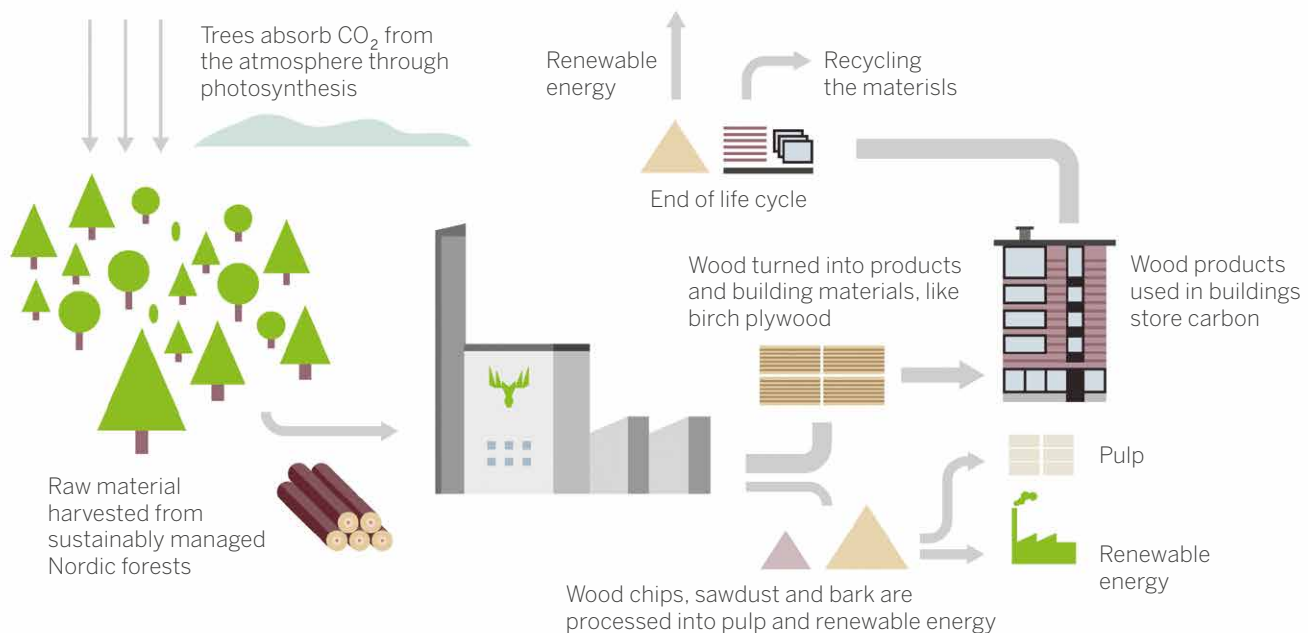 Trees absorb CO₂ from
the atmosphere through
photosynthesis
Renewable
energy
Recycling
the materisls
End of life cycle
Wood turned into products
and building materials, like
birch plywood
Wood products
used in buildings
store carbon
Raw material
harvested from
sustainably managed
Nordic forests
Pulp
Renewable
energy
Wood chips, sawdust and bark are
processed into pulp and renewable energy